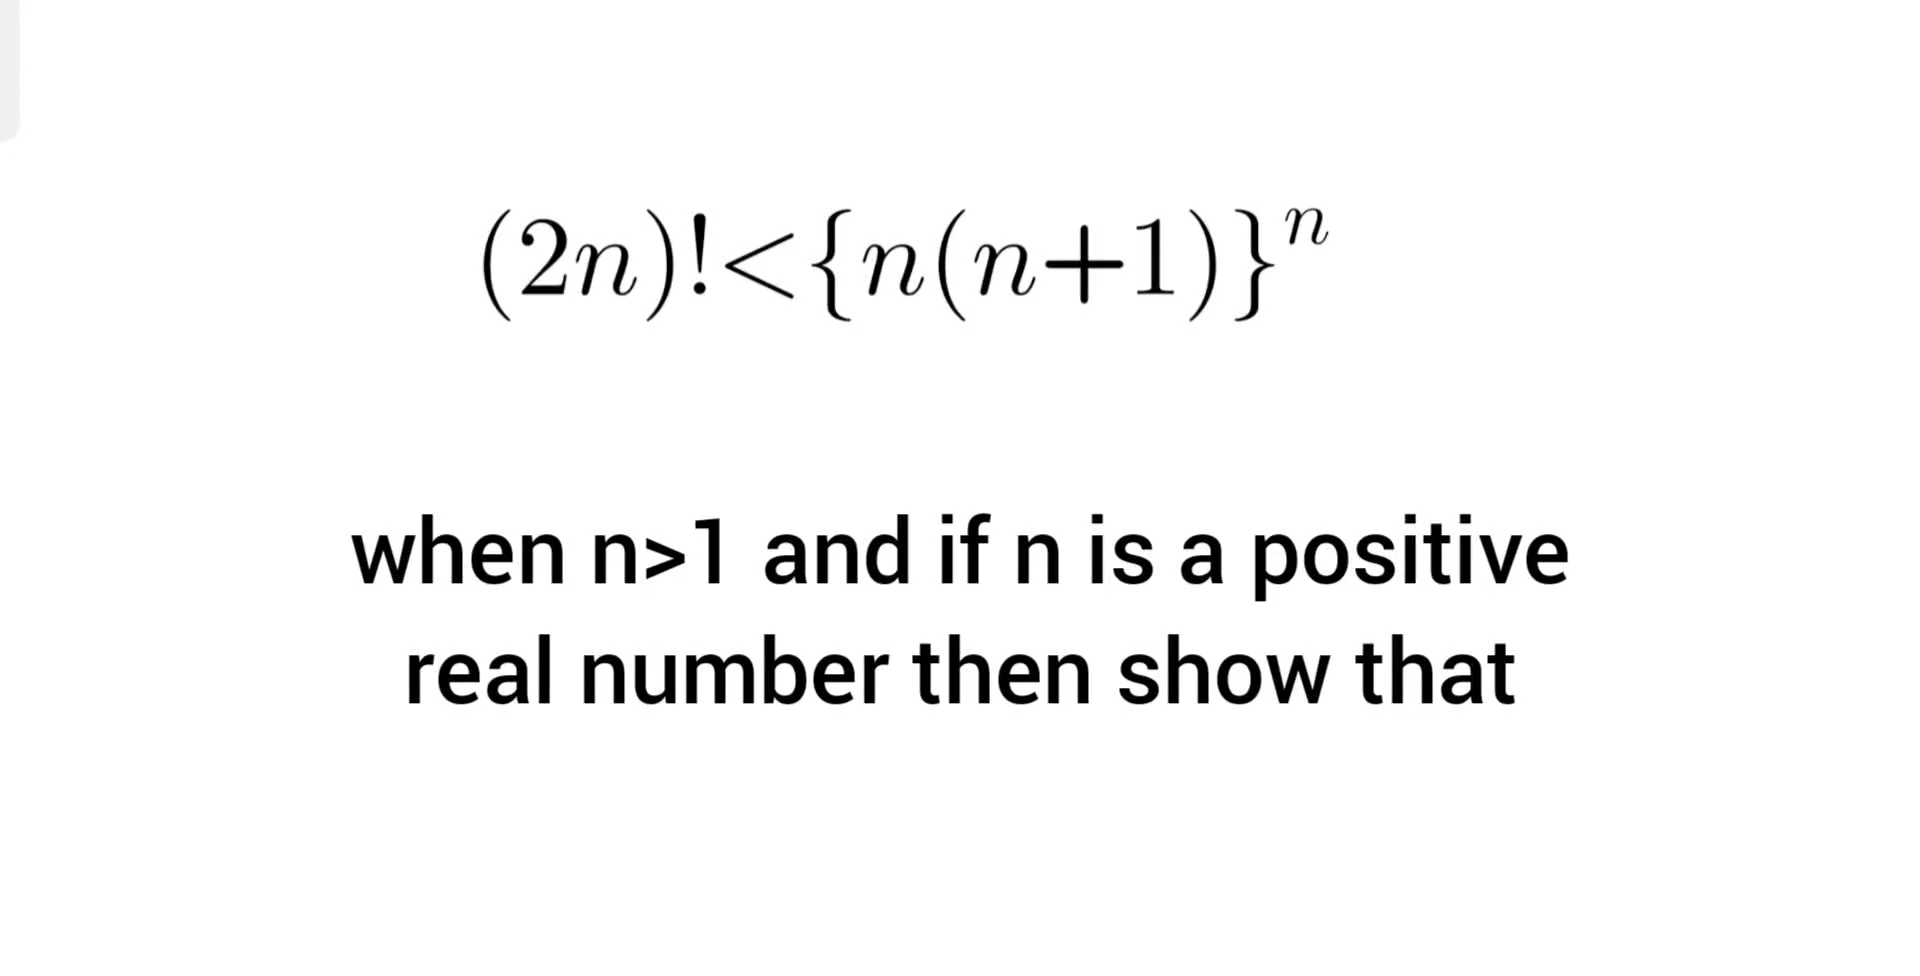 (2n)!<{n(n+1)}ⁿ
when n>1 and if n is a positive
real number then show that